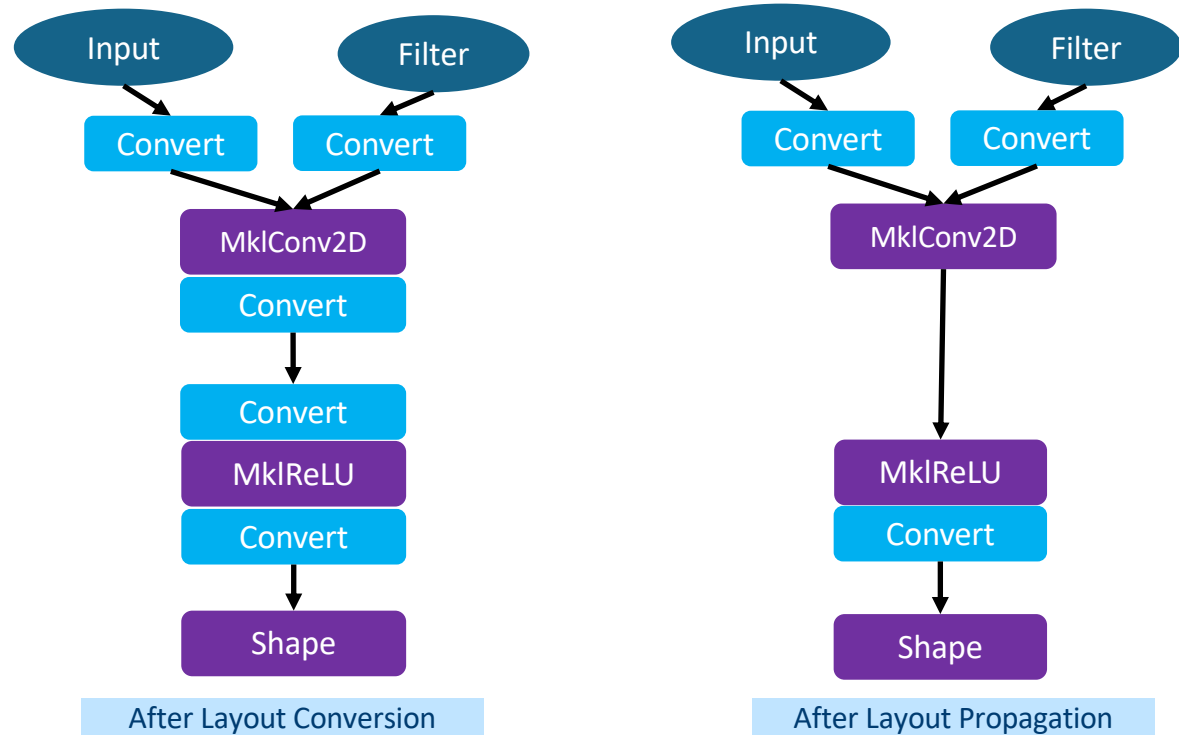 Input
Filter
Convert
Convert
MklConv2D
Convert
Convert
MklReLU
Convert
Shape
After Layout Conversion
Input
Filter
Convert
Convert
MklConv2D
MklReLU
Convert
Shape
After Layout Propagation